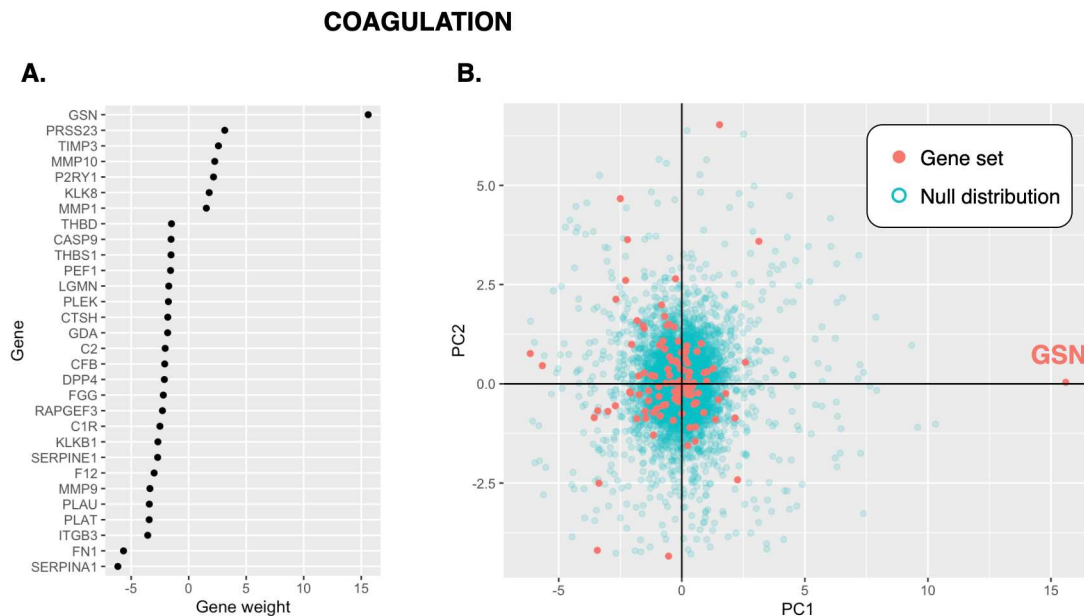 COAGULATION
A.
Gene
GSN
PRSS23
TIMP3
MMP10
P2RY1
KLK8
MMP1
THBD
CASP9
THBS1
PEF1
LGMN
PLEK
CTSH
GDA
C2
CFB
DPP4
FGG
RAPGEF3
C1R
KLKB1
SERPINE1
F12
MMP9
PLAU
PLAT
ITGB3
FN1
SERPINA1
-5 0 5 10 15
Gene weight
B.
PC2
5.0
2.5
0.0
-2.5
Gene set
Null distribution
GSN
-5 0 5 10 15
PC1